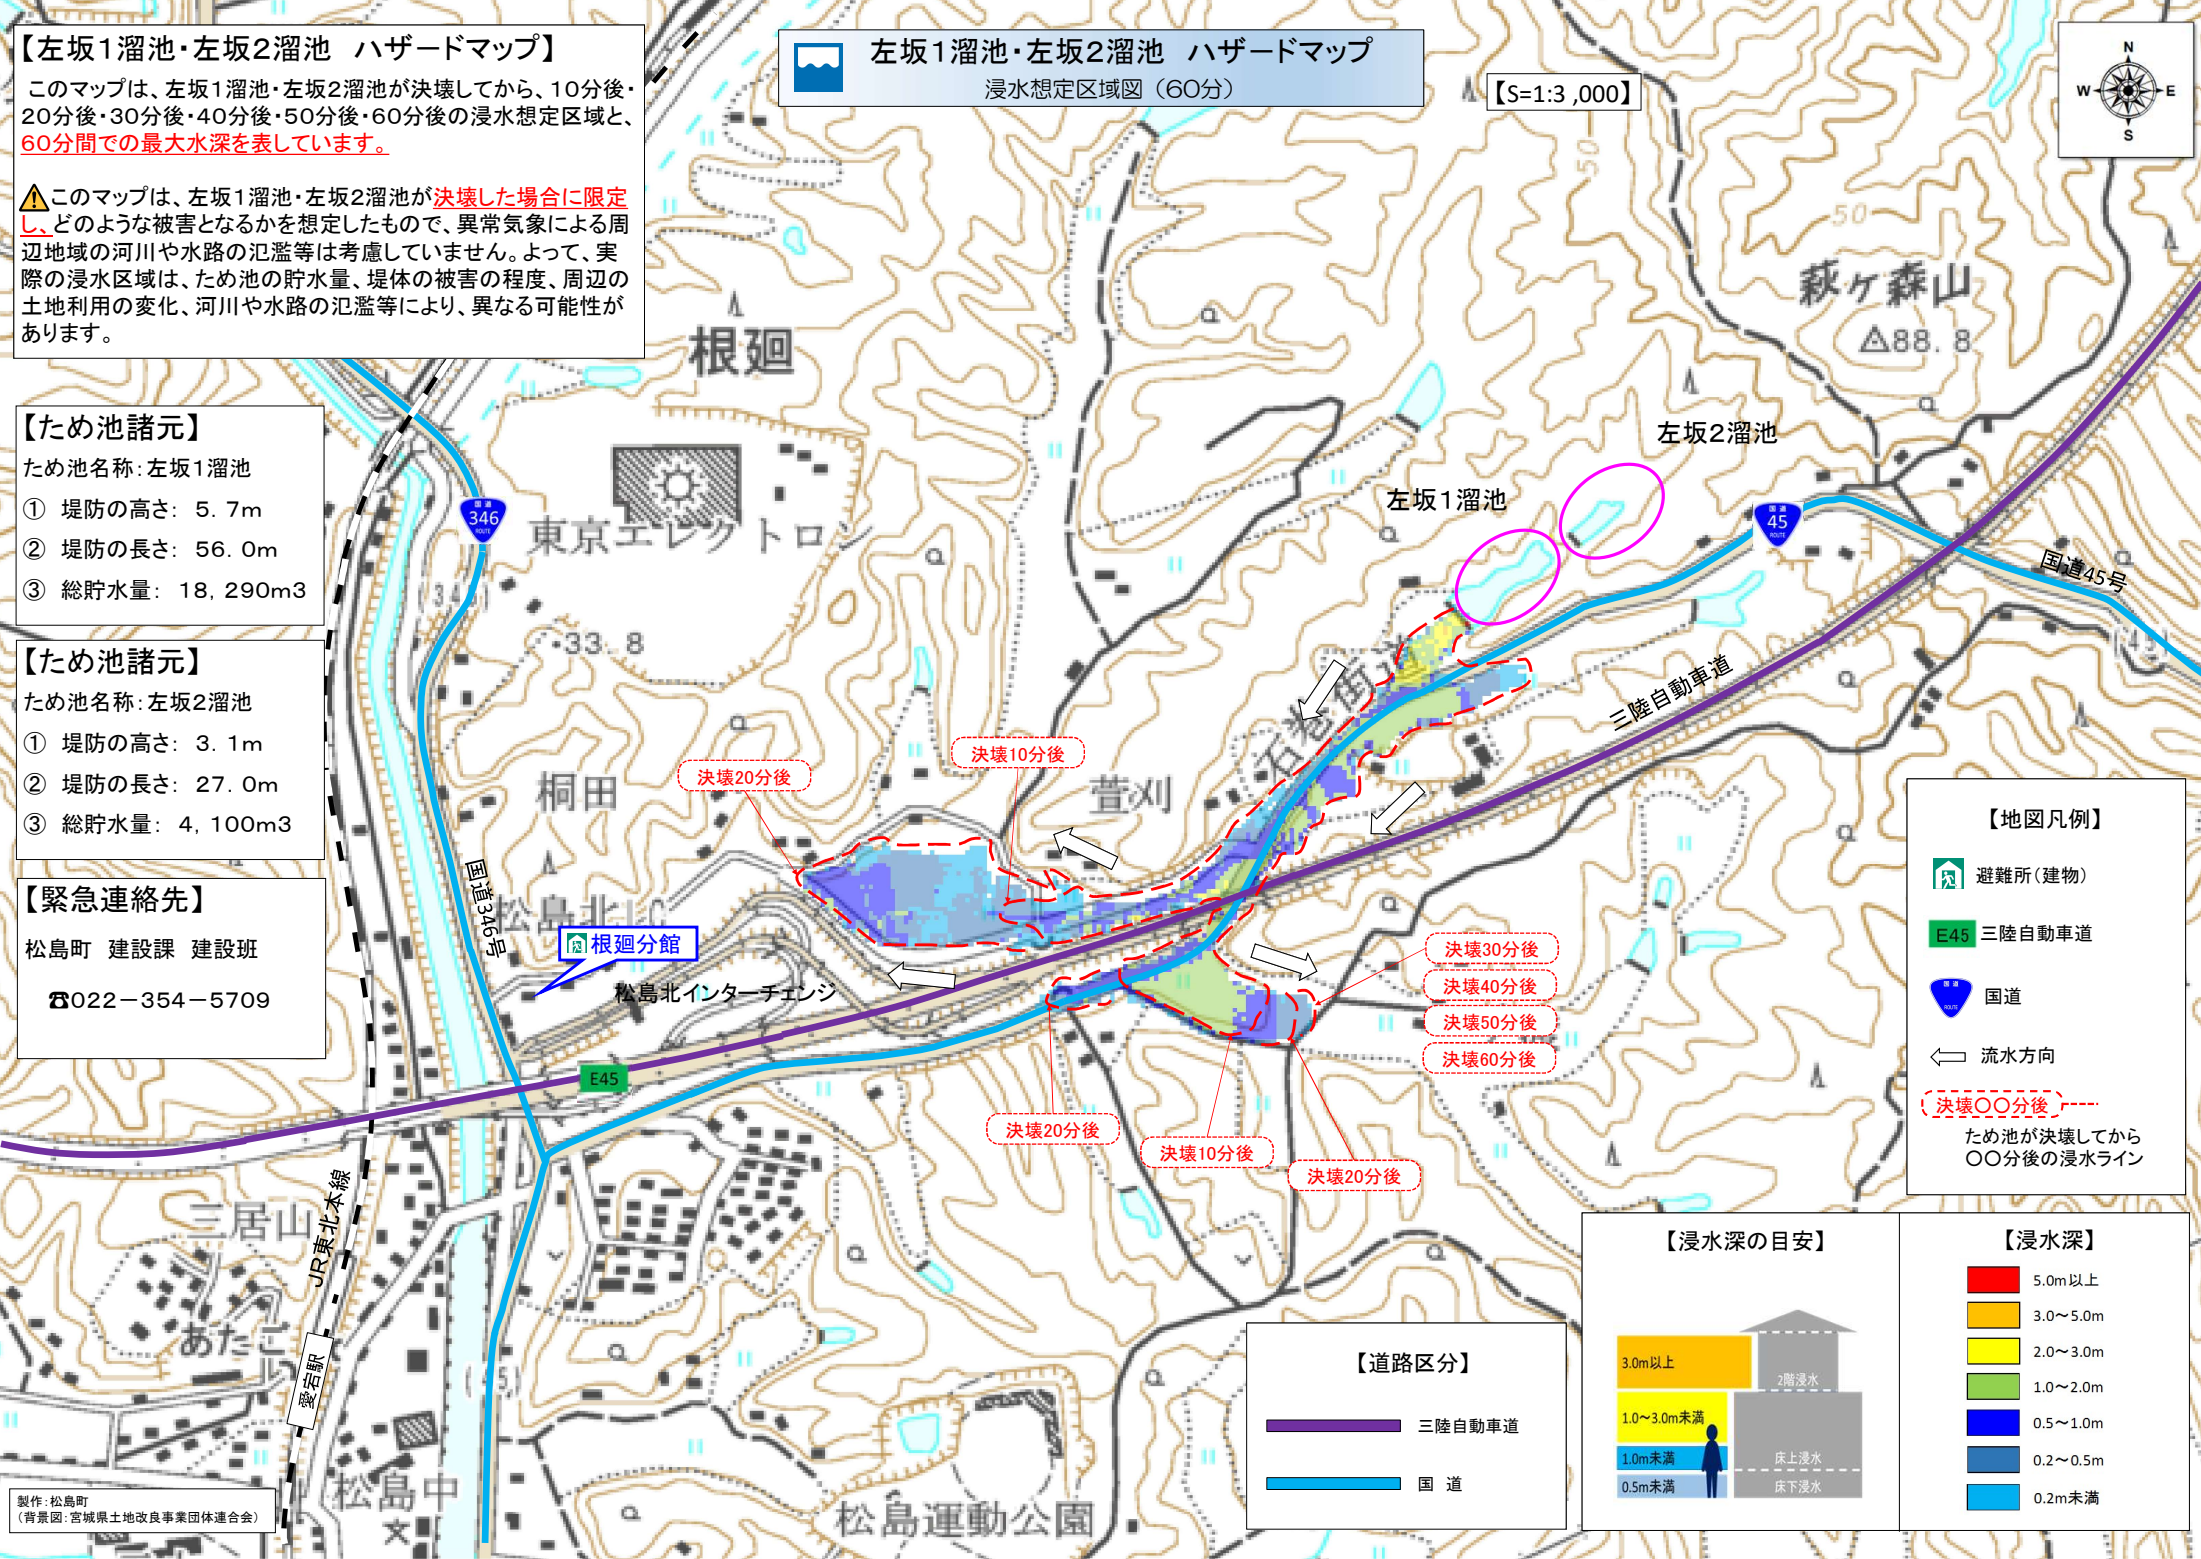 【左坂1溜池・左坂2溜池　ハザードマップ】
このマップは、左坂1溜池・左坂2溜池が決壊してから、10分後・
20分後・30分後・40分後・50分後・60分後の浸水想定区域と、
60分間での最大水深を表しています。
このマップは、左坂1溜池・左坂2溜池が決壊した場合に限定
し、どのような被害となるかを想定したもので、異常気象による周
辺地域の河川や水路の氾濫等は考慮していません。よって、実
際の浸水区域は、ため池の貯水量、堤体の被害の程度、周辺の
土地利用の変化、河川や水路の氾濫等により、異なる可能性が
あります。
左坂1溜池・左坂2溜池　ハザードマップ
浸水想定区域図（60分）
【S=1:3,000】
N
W
E
S
【ため池諸元】
ため池名称：左坂1溜池
① 堤防の高さ： 5．7m
② 堤防の長さ： 56．0m
③ 総貯水量： 18，290m3
【ため池諸元】
ため池名称：左坂2溜池
① 堤防の高さ： 3．1m
② 堤防の長さ： 27．0m
③ 総貯水量： 4，100m3
【緊急連絡先】
松島町　建設課　建設班
☎022－354－5709
50
50
萩ケ森山
88.8
根廻
左坂2溜池
左坂1溜池
国道
346
ROUTE
東京エレクトロン
国道
45
ROUTE
国道45号
(45)
33.8
三陸自動車道
桐田
萱刈
石巻街道
決壊20分後
決壊10分後
国道346号
松島北IC
根廻分館
松島北インターチェンジ
E45
決壊30分後
決壊40分後
決壊50分後
決壊60分後
決壊20分後
決壊10分後
決壊20分後
三居山
JR東北本線
あたご
愛宕駅
(45)
松島中
文
松島運動公園
【地図凡例】
避難所（建物）
E45 三陸自動車道
国道
ROUTE
国道
流水方向
決壊〇〇分後
ため池が決壊してから
〇〇分後の浸水ライン
【道路区分】
三陸自動車道
国　道
【浸水深の目安】
3.0m以上
2階浸水
1.0～3.0m未満
1.0m未満
床上浸水
0.5m未満
床下浸水
【浸水深】
5.0m以上
3.0～5.0m
2.0～3.0m
1.0～2.0m
0.5～1.0m
0.2～0.5m
0.2m未満
製作：松島町
（背景図：宮城県土地改良事業団体連合会）